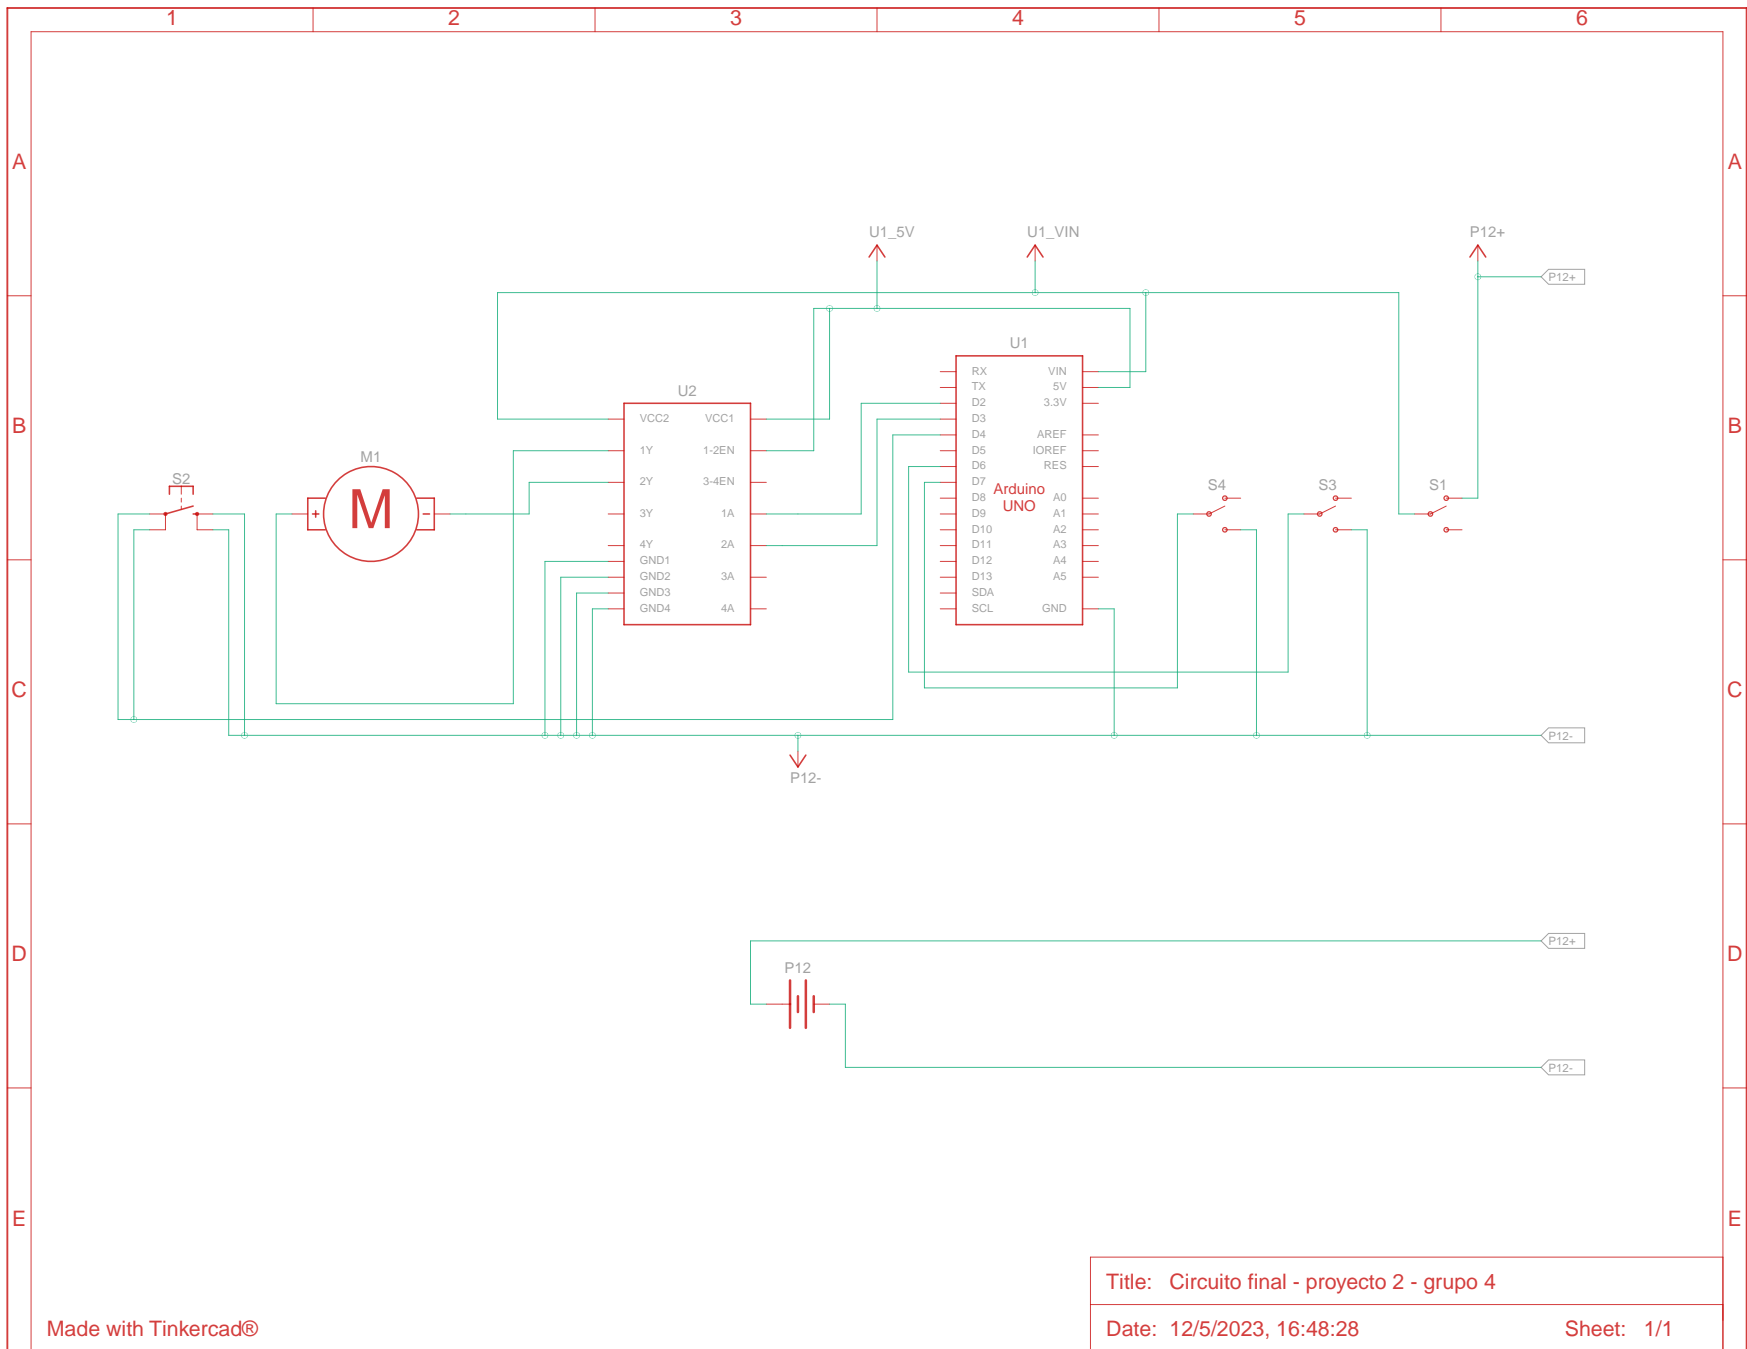 1 2 3 4 5 6
A A
U1_5V U1_VIN P12+
P12+
U1
U2
RX VIN
TX 5V
D2 3.3V
D3
D4 AREF
D5 IOREF
D6 RES
D7
D8 A0
D9 A1
D10 A2
D11 A3
D12 A4
D13 A5
SDA
SCL GND
Arduino
UNO
VCC2 VCC1
1Y 1-2EN
2Y 3-4EN
3Y 1A
4Y 2A
GND1
GND2 3A
GND3
GND4 4A
B B
M1
+ M -
S2
S4 S3 S1
C C
P12-
P12-
D D
P12+
P12
P12-
E E
Title: Circuito final - proyecto 2 - grupo 4
Made with Tinkercad®
Date: 12/5/2023, 16:48:28 Sheet: 1/1